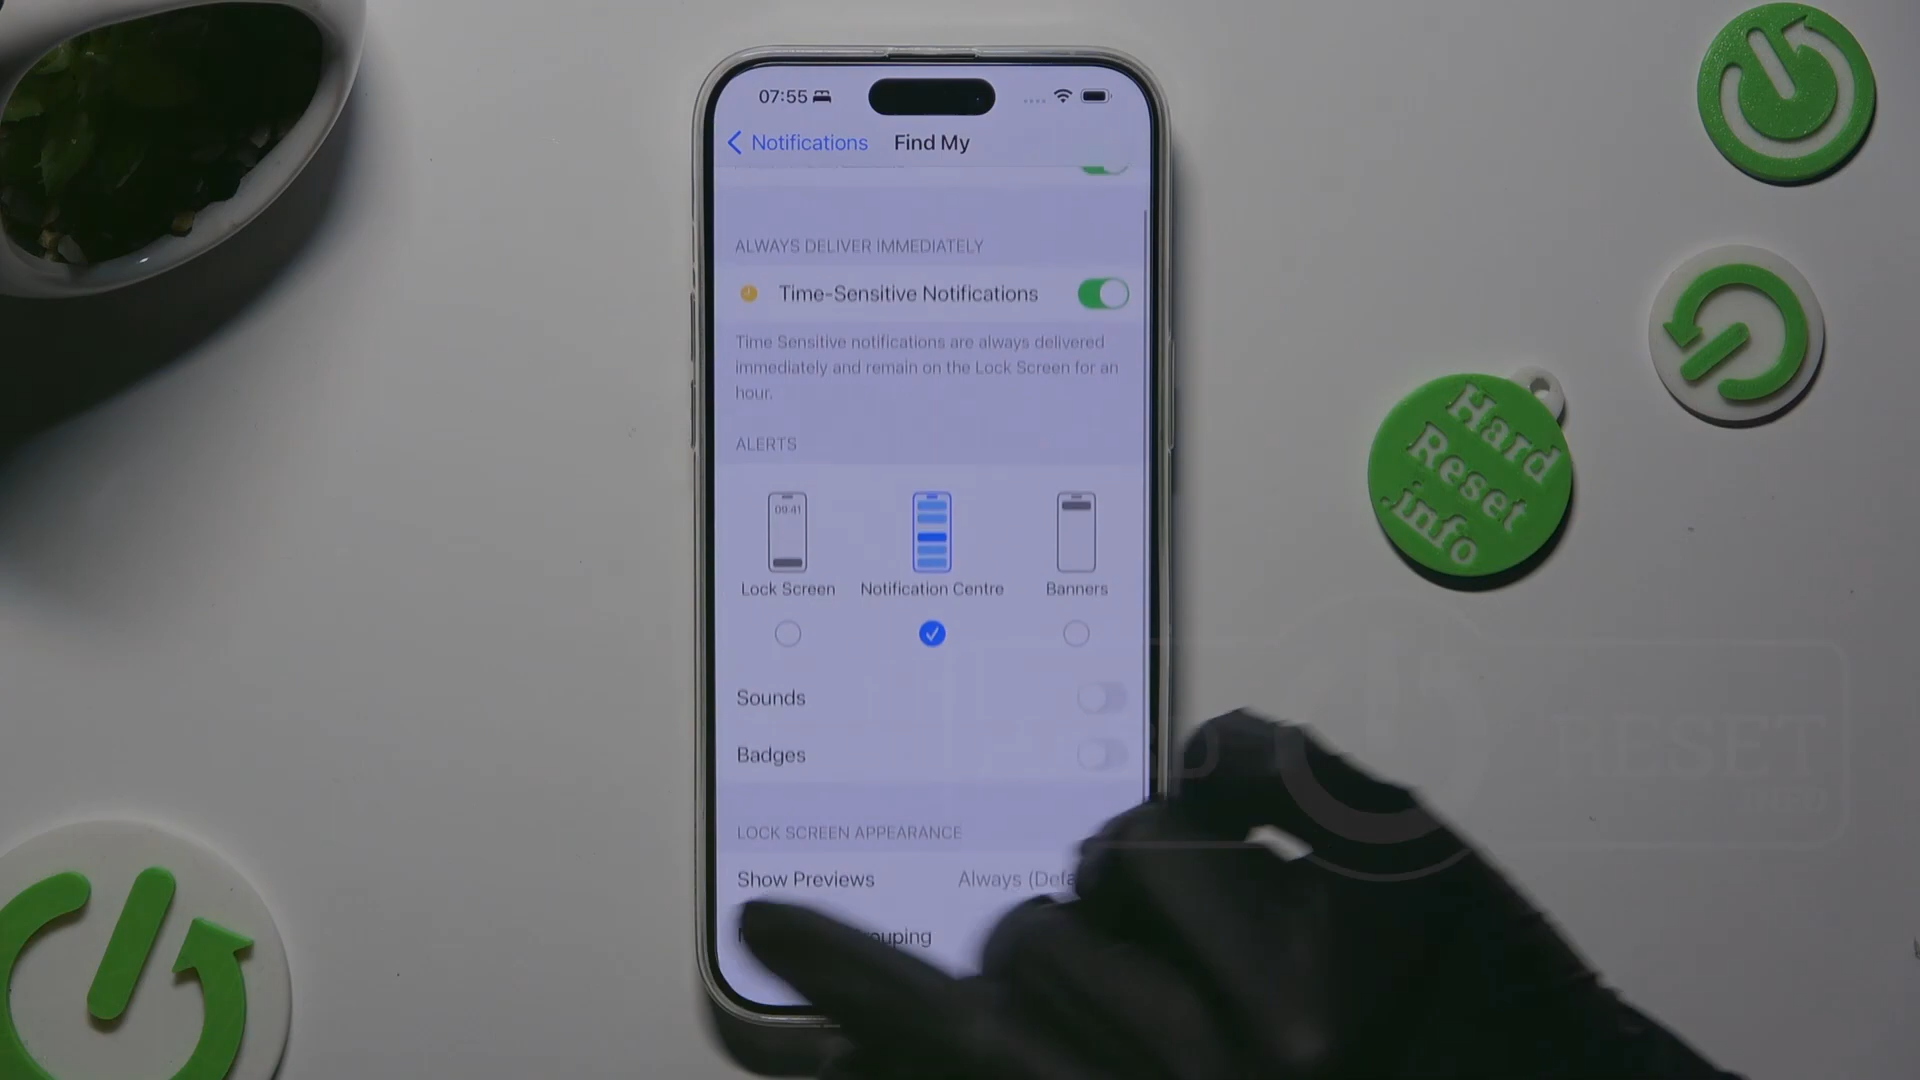 07:55
Notifications
Find My
ALWAYS DELIVER IMMEDIATELY
Time-Sensitive Notifications
Time Sensitive notifications are always delivered
immediately and remain on the Lock Screen for an
hour.
ALERTS
09:41
Lock Screen
Notification Centre
Banners
Sounds
Badges
LOCK SCREEN APPEARANCE
Show Previews
Always
Hard
Reset
.info
RESET